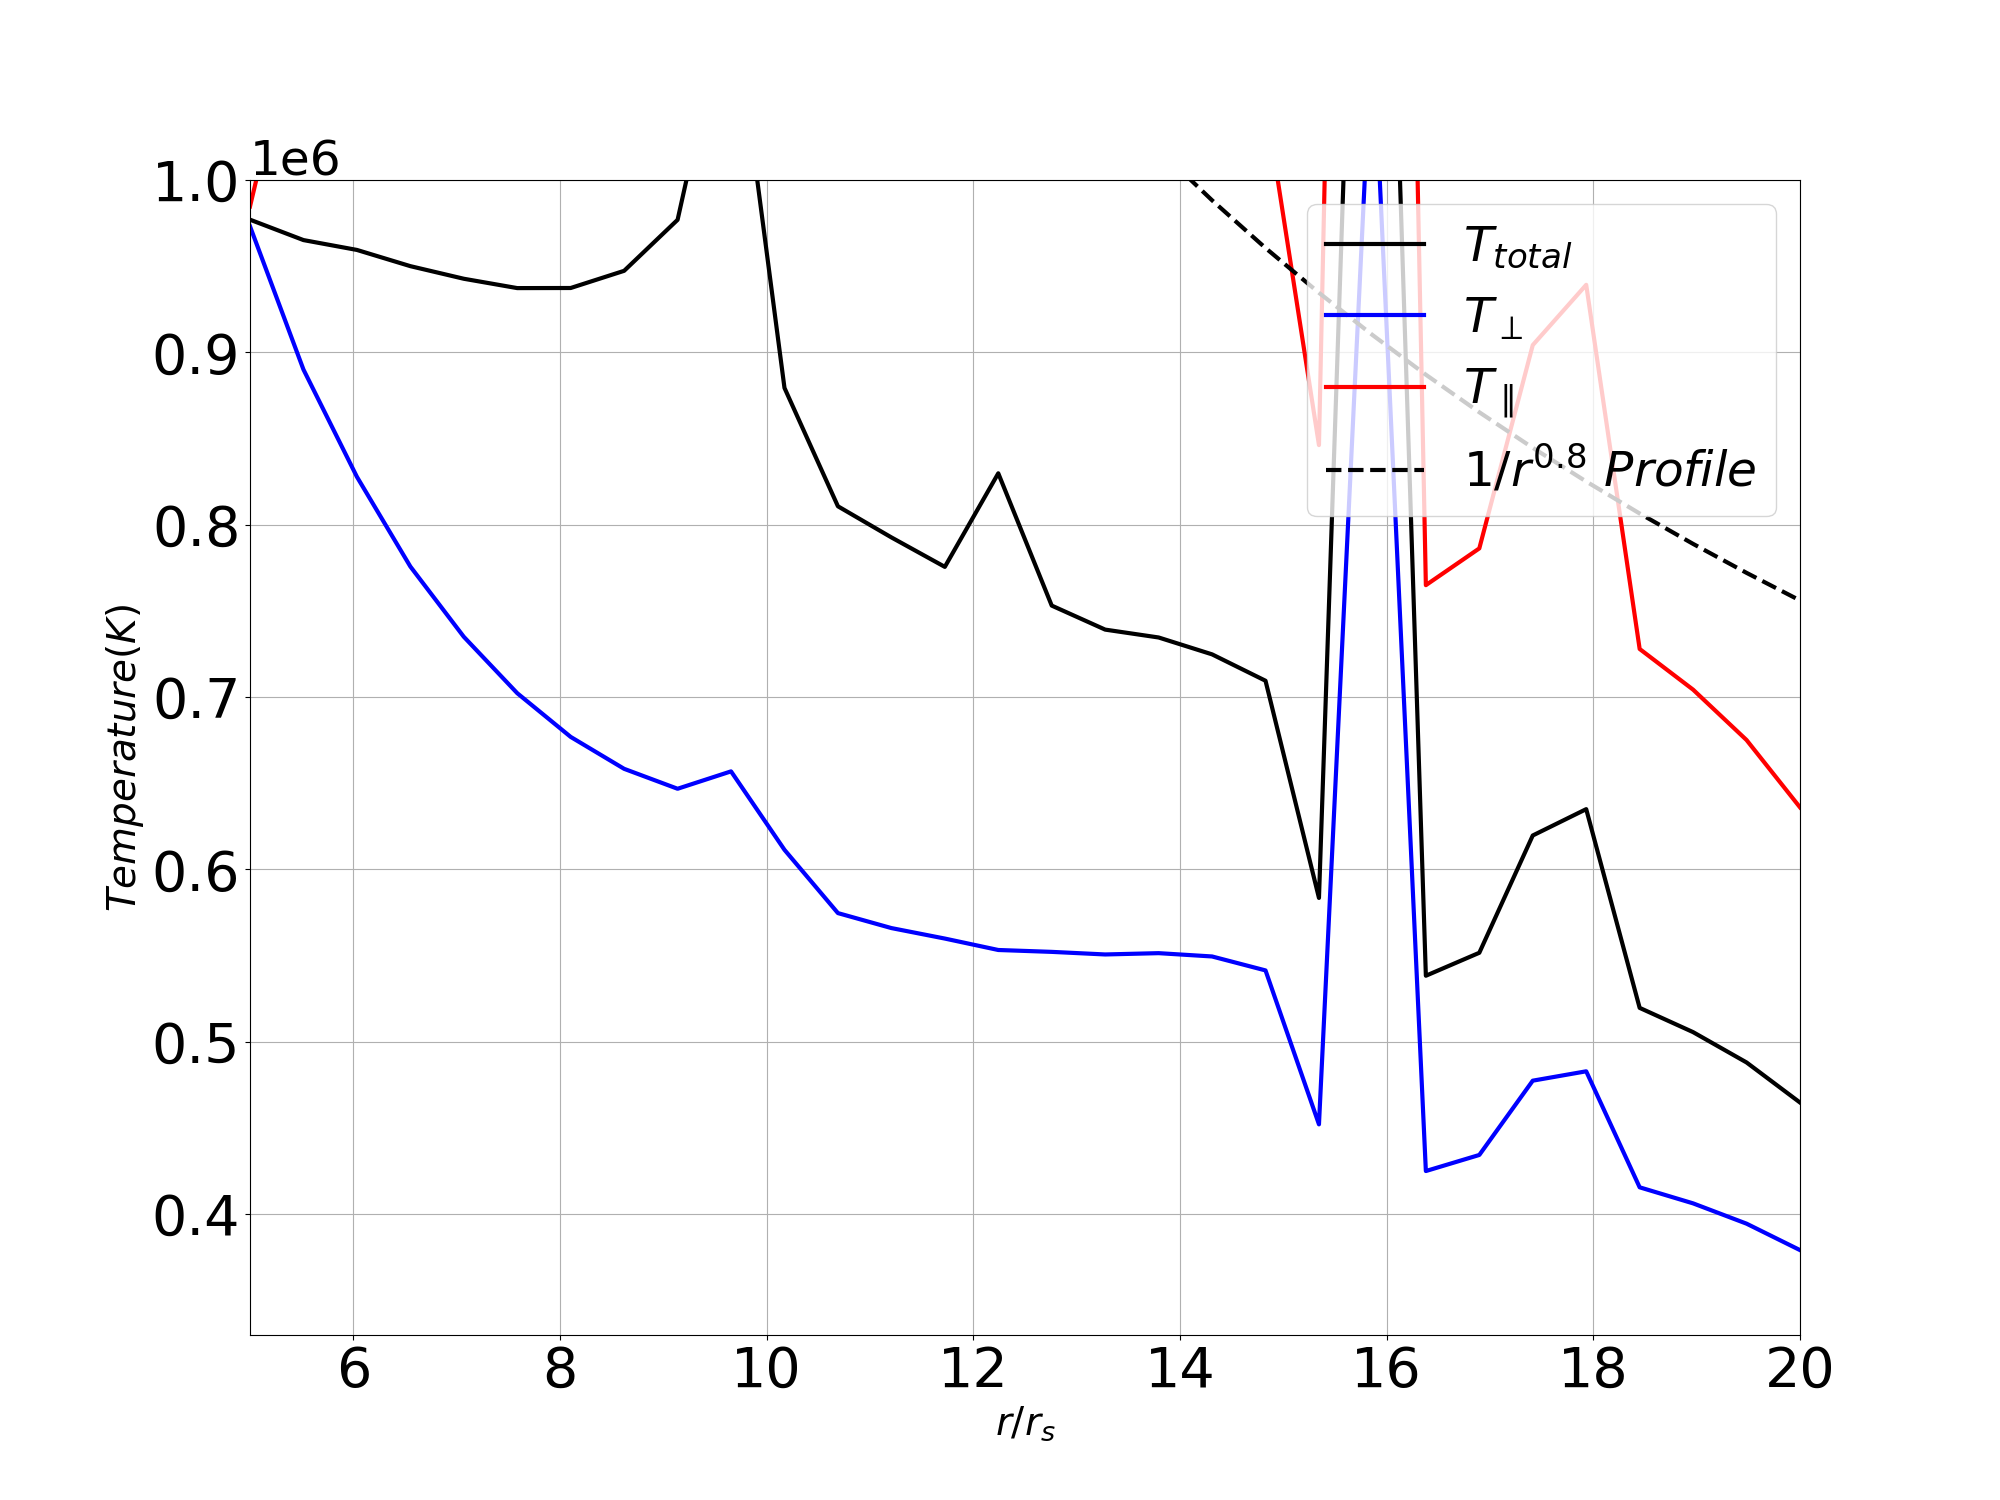 1e6
1.0
0.9
0.8
0.7
0.6
0.5
0.4
Temperature(K)
T_total
T_⊥
T_∥
1/r^0.8 Profile
6 8 10 12 14 16 18 20
r/r_s